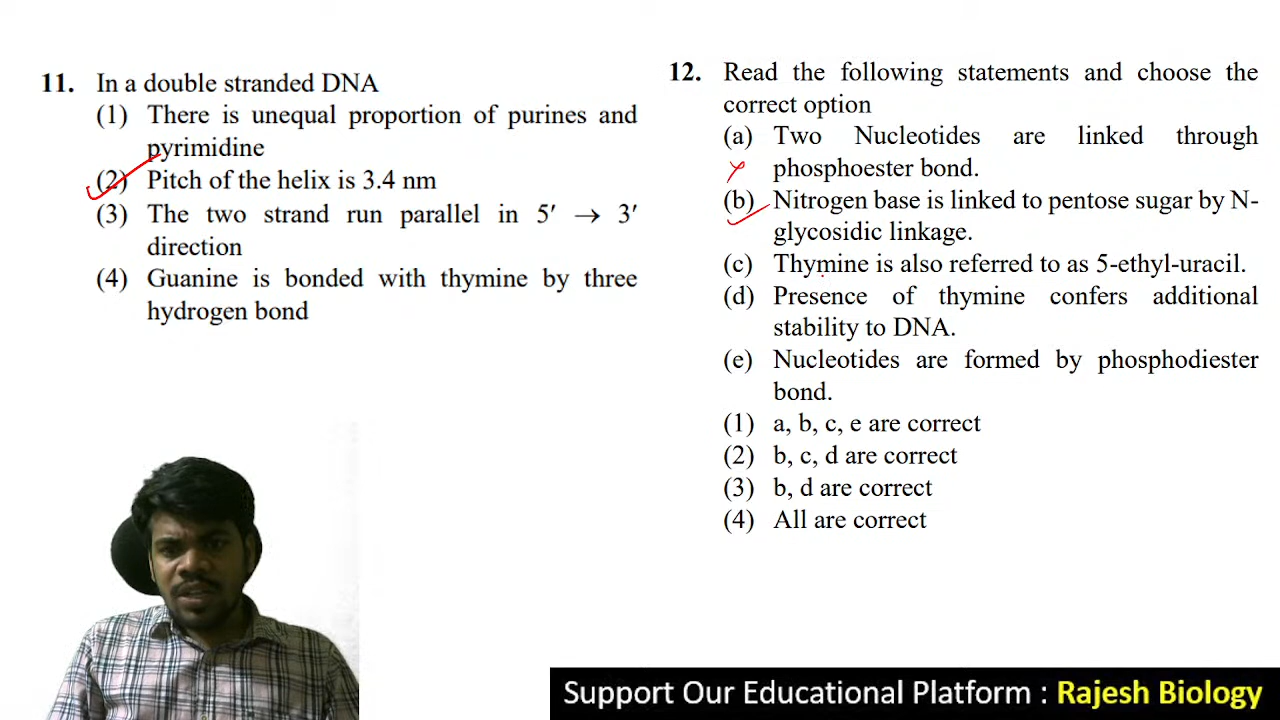 11. In a double stranded DNA
(1) There is unequal proportion of purines and
pyrimidine
(2) Pitch of the helix is 3.4 nm
(3) The two strand run parallel in 5′ → 3′
direction
(4) Guanine is bonded with thymine by three
hydrogen bond
12. Read the following statements and choose the
correct option
(a) Two Nucleotides are linked through
phosphoester bond.
(b) Nitrogen base is linked to pentose sugar by N-
glycosidic linkage.
(c) Thymine is also referred to as 5-ethyl-uracil.
(d) Presence of thymine confers additional
stability to DNA.
(e) Nucleotides are formed by phosphodiester
bond.
(1) a, b, c, e are correct
(2) b, c, d are correct
(3) b, d are correct
(4) All are correct
Support Our Educational Platform : Rajesh Biology